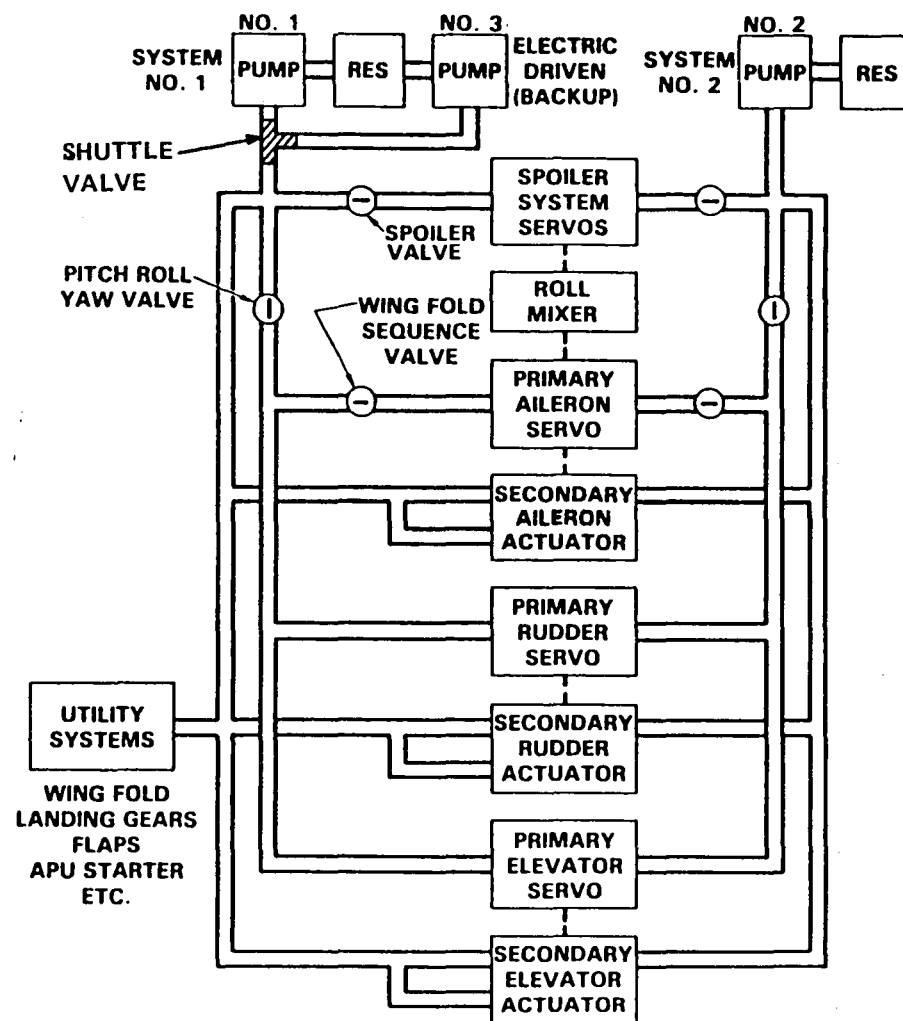 NO. 1
NO. 3
NO. 2
SYSTEM
NO. 1
PUMP
RES
PUMP
ELECTRIC
DRIVEN
(BACKUP)
SYSTEM
NO. 2
PUMP
RES
SHUTTLE
VALVE
SPOILER
SYSTEM
SERVOS
SPOILER
VALVE
PITCH ROLL
YAW VALVE
ROLL
MIXER
WING FOLD
SEQUENCE
VALVE
PRIMARY
AILERON
SERVO
SECONDARY
AILERON
ACTUATOR
PRIMARY
RUDDER
SERVO
UTILITY
SYSTEMS
SECONDARY
RUDDER
ACTUATOR
WING FOLD
LANDING GEARS
FLAPS
APU STARTER
ETC.
PRIMARY
ELEVATOR
SERVO
SECONDARY
ELEVATOR
ACTUATOR